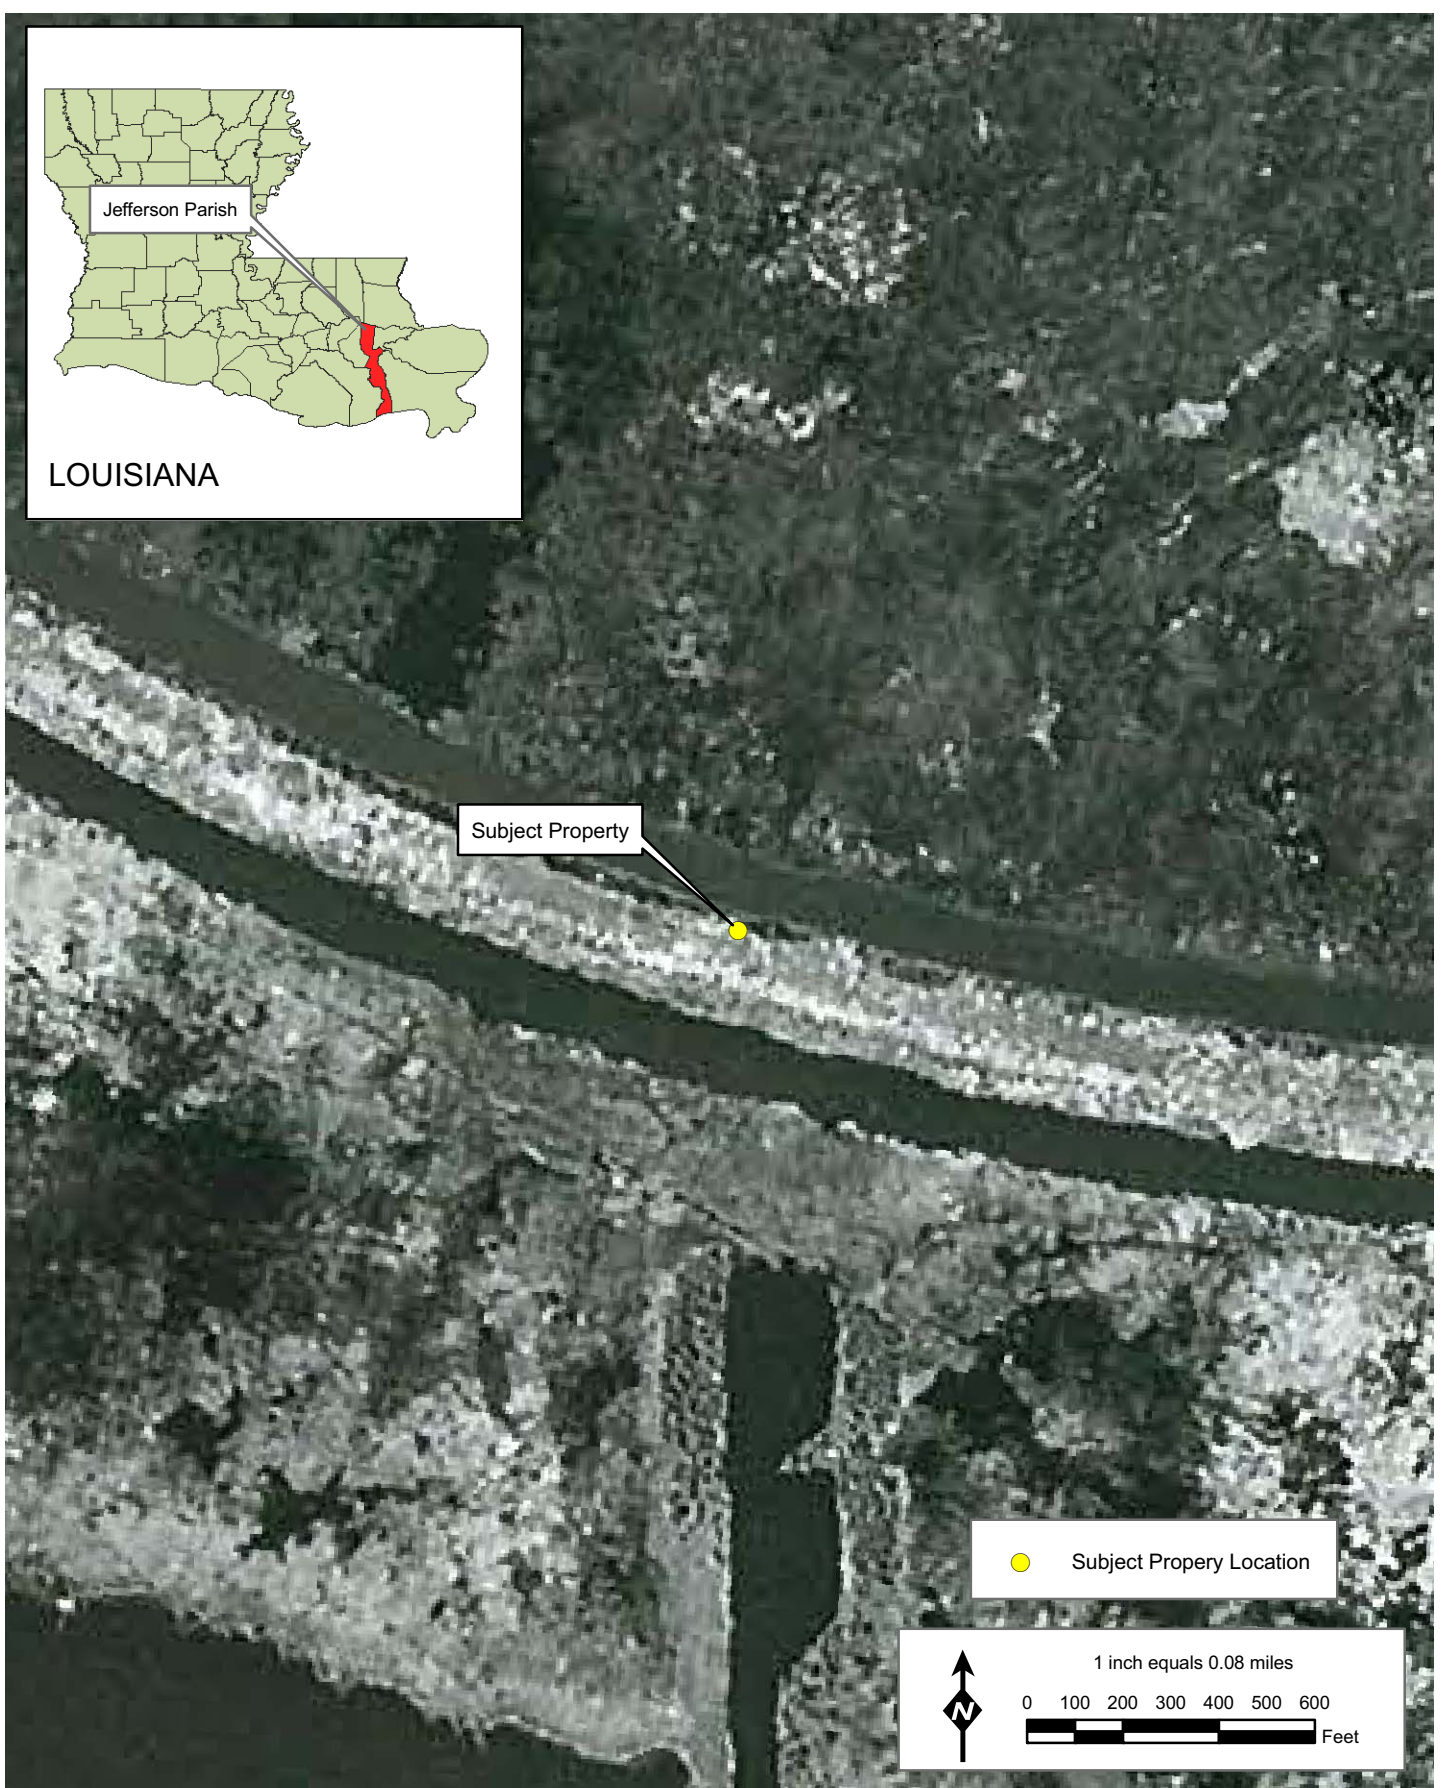 Jefferson Parish
LOUISIANA
Subject Property
Subject Propery Location
1 inch equals 0.08 miles
0 100 200 300 400 500 600
Feet
N